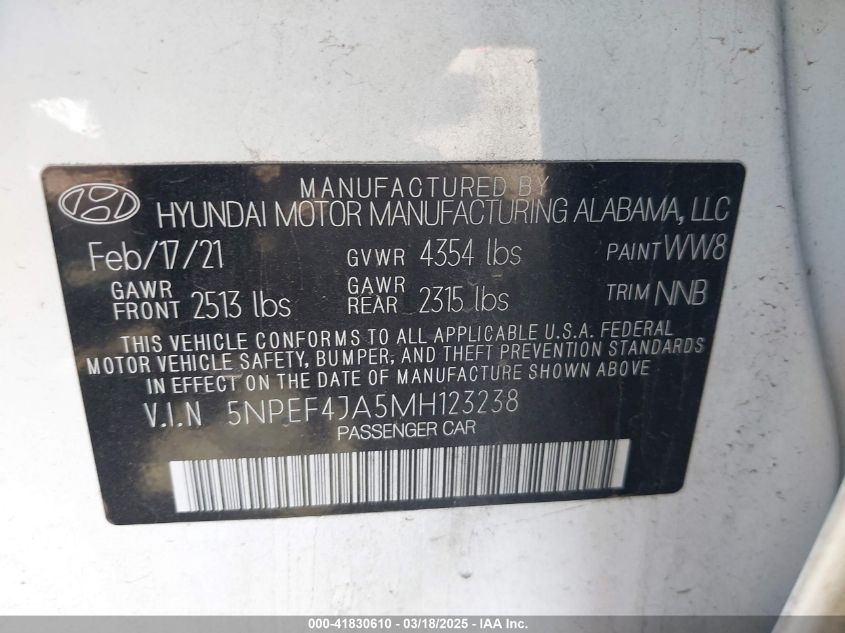 MANUFACTURED BY
HYUNDAI MOTOR MANUFACTURING ALABAMA, LLC
Feb/17/21 GVWR 4354 lbs PAINT WW8
GAWR FRONT 2513 lbs GAWR REAR 2315 lbs TRIM NNB
THIS VEHICLE CONFORMS TO ALL APPLICABLE U.S.A. FEDERAL
MOTOR VEHICLE SAFETY, BUMPER, AND THEFT PREVENTION STANDARDS
IN EFFECT ON THE DATE OF MANUFACTURE SHOWN ABOVE
V.I.N 5NPEF4JA5MH123238
PASSENGER CAR
000-41830610 - 03/18/2025 - IAA Inc.